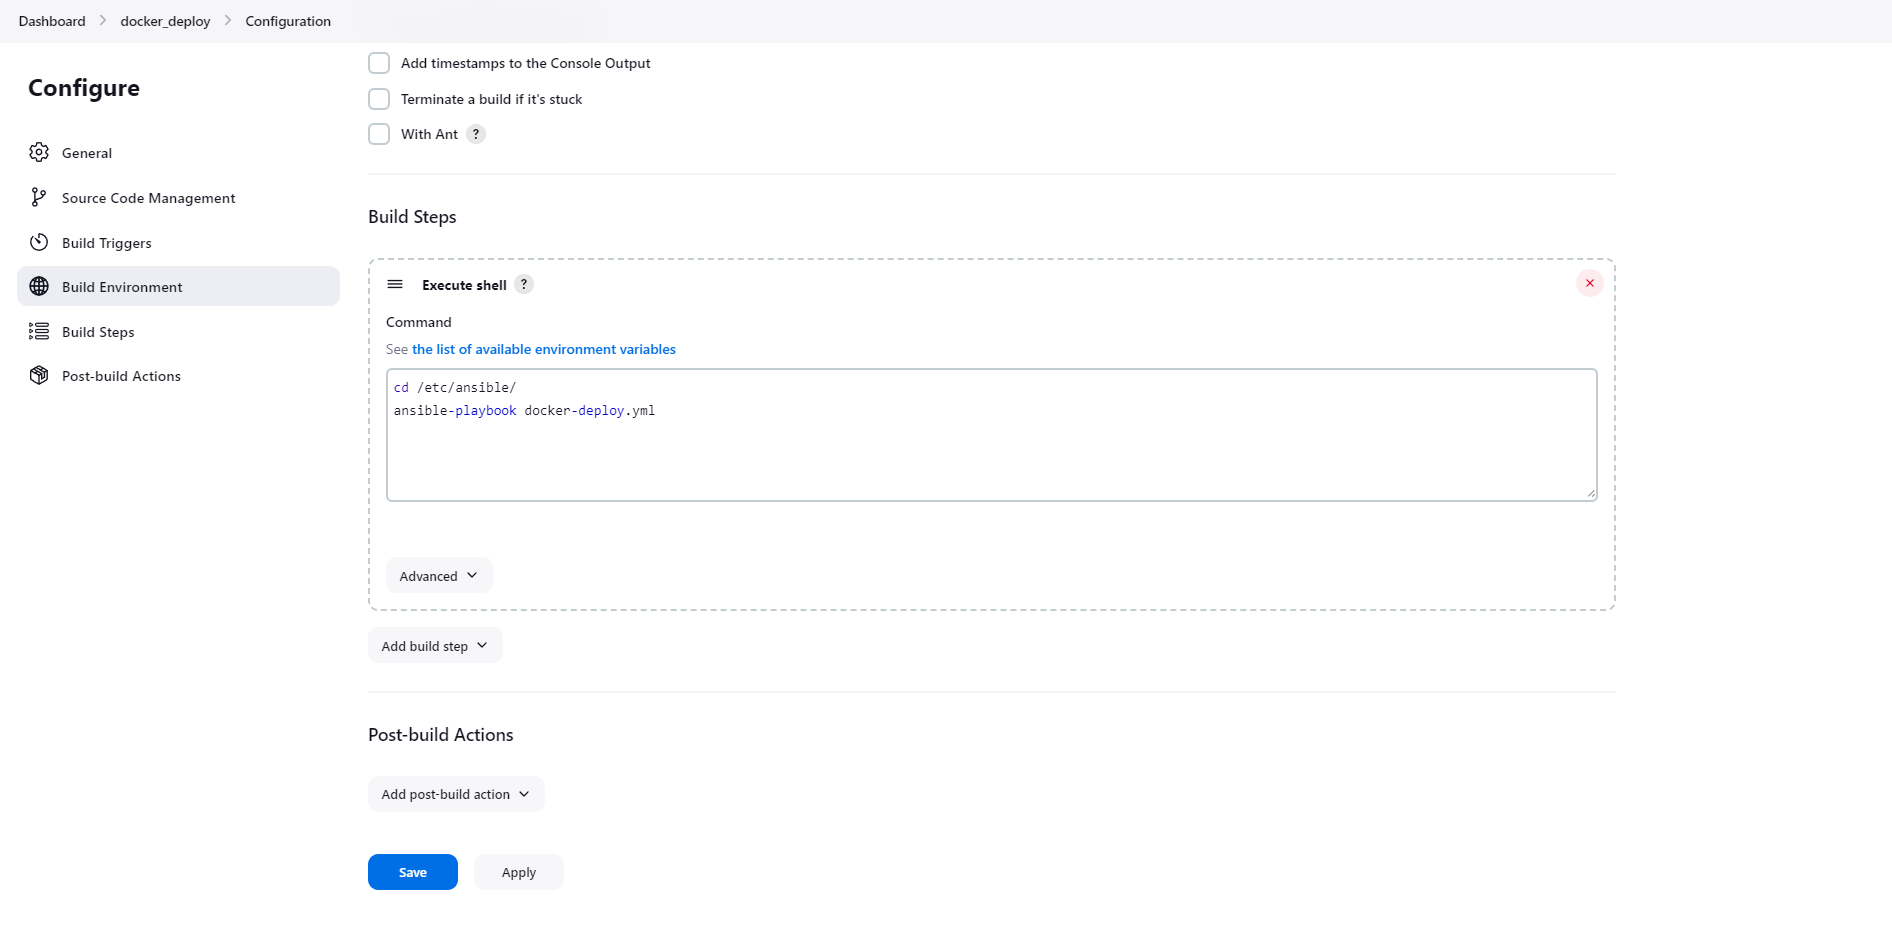 Dashboard > docker_deploy > Configuration
Configure
General
Source Code Management
Build Triggers
Build Environment
Build Steps
Post-build Actions
Add timestamps to the Console Output
Terminate a build if it's stuck
With Ant ?
Build Steps
Execute shell ?
Command
See the list of available environment variables
cd /etc/ansible/
ansible-playbook docker-deploy.yml
Advanced
Add build step
Post-build Actions
Add post-build action
Save Apply